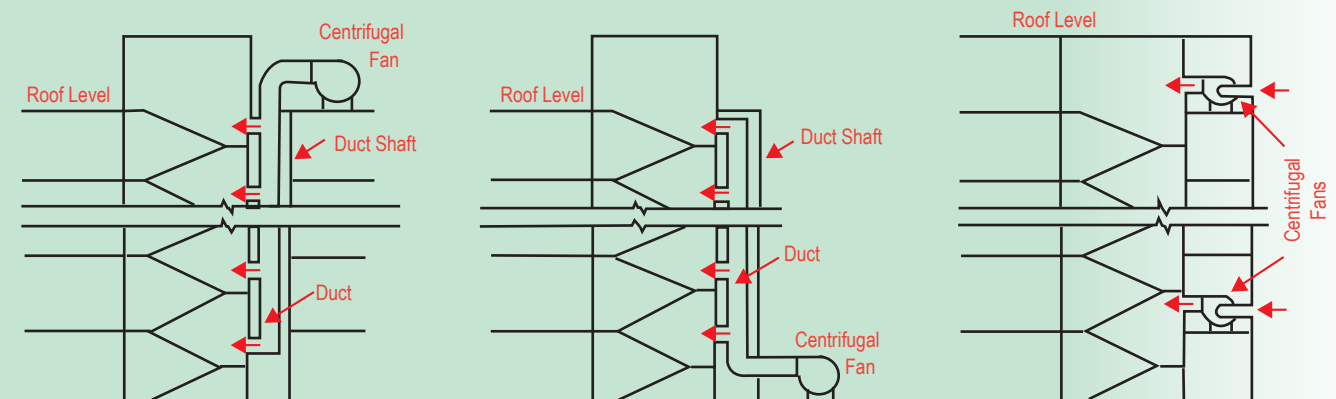 Centrifugal
Fan
Roof Level
Duct Shaft
Duct
Roof Level
Duct Shaft
Duct
Centrifugal
Fan
Roof Level
Centrifugal
Fans